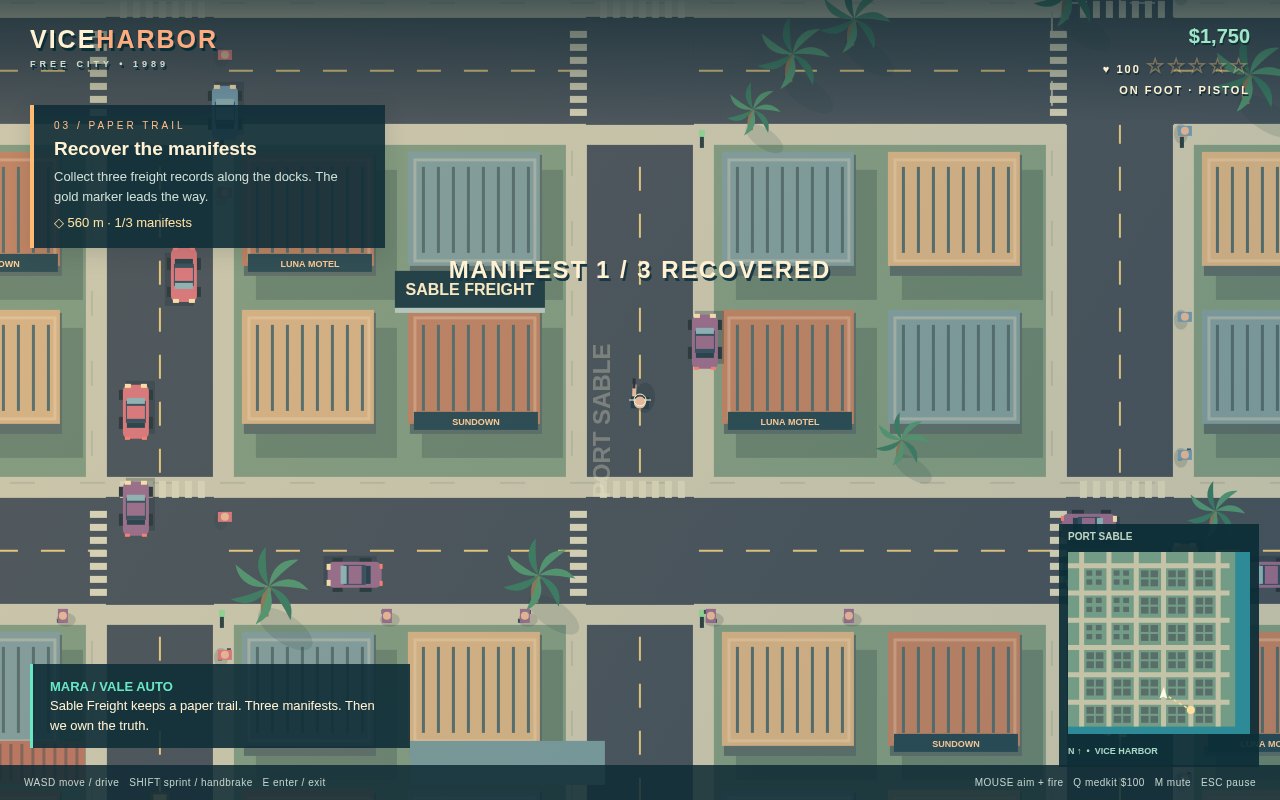 VICEHARBOR
FREE CITY • 1989
$1,750
♥ 100 ☆☆☆☆☆
ON FOOT · PISTOL
03 / PAPER TRAIL
Recover the manifests
Collect three freight records along the docks. The
gold marker leads the way.
◇ 560 m · 1/3 manifests
LUNA MOTEL
MANIFEST 1 / 3 RECOVERED
SABLE FREIGHT
PORT SABLE
SUNDOWN
LUNA MOTEL
MARA / VALE AUTO
Sable Freight keeps a paper trail. Three manifests. Then
we own the truth.
SUNDOWN
PORT SABLE
N ↑ • VICE HARBOR
WASD move / drive SHIFT sprint / handbrake E enter / exit
MOUSE aim + fire Q medkit $100 M mute ESC pause